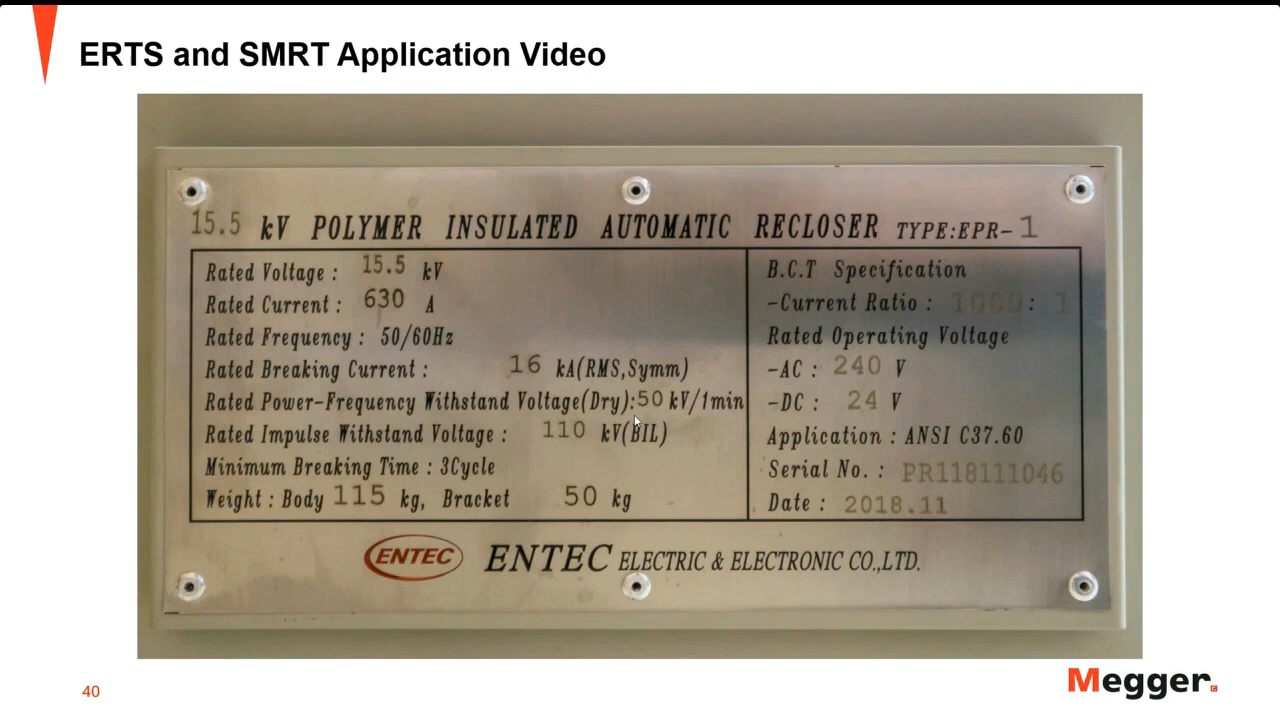 ERTS and SMRT Application Video
15.5 kV POLYMER INSULATED AUTOMATIC RECLOSER TYPE:EPR-1
Rated Voltage : 15.5 kV
Rated Current : 630 A
Rated Frequency : 50/60Hz
Rated Breaking Current : 16 kA(RMS,Symm)
Rated Power-Frequency Withstand Voltage(Dry):50 kV/1min
Rated Impulse Withstand Voltage : 110 kV(BIL)
Minimum Breaking Time : 3Cycle
Weight : Body 115 kg, Bracket 50 kg
B.C.T Specification
-Current Ratio : 1000: 1
Rated Operating Voltage
-AC : 240 V
-DC : 24 V
Application : ANSI C37.60
Serial No. : PR118111046
Date : 2018.11
ENTEC ENTEC ELECTRIC & ELECTRONIC CO.,LTD.
40
Megger